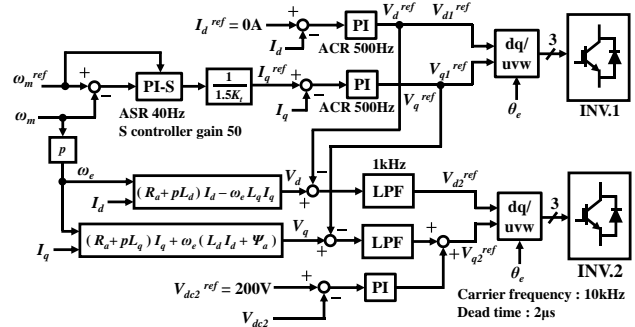 I_d^ref = 0A
+
−
I_d
PI
ACR 500Hz
V_d^ref
V_d1^ref
dq/
uvw
3
θ_e
INV.1
ω_m^ref
+
−
ω_m
PI-S
ASR 40Hz
S controller gain 50
1
1.5K_t
I_q^ref
+
−
I_q
PI
ACR 500Hz
V_q1^ref
V_q^ref
p
ω_e
I_d
(R_a+pL_d) I_d−ω_e L_q I_q
V_d
−
+
1kHz
LPF
V_d2^ref
I_q
(R_a+pL_q) I_q+ω_e(L_d I_d+Ψ_a)
V_q
−
+
LPF
+
+
V_q2^ref
dq/
uvw
3
θ_e
INV.2
V_dc2^ref = 200V
+
−
V_dc2
PI
Carrier frequency : 10kHz
Dead time : 2μs